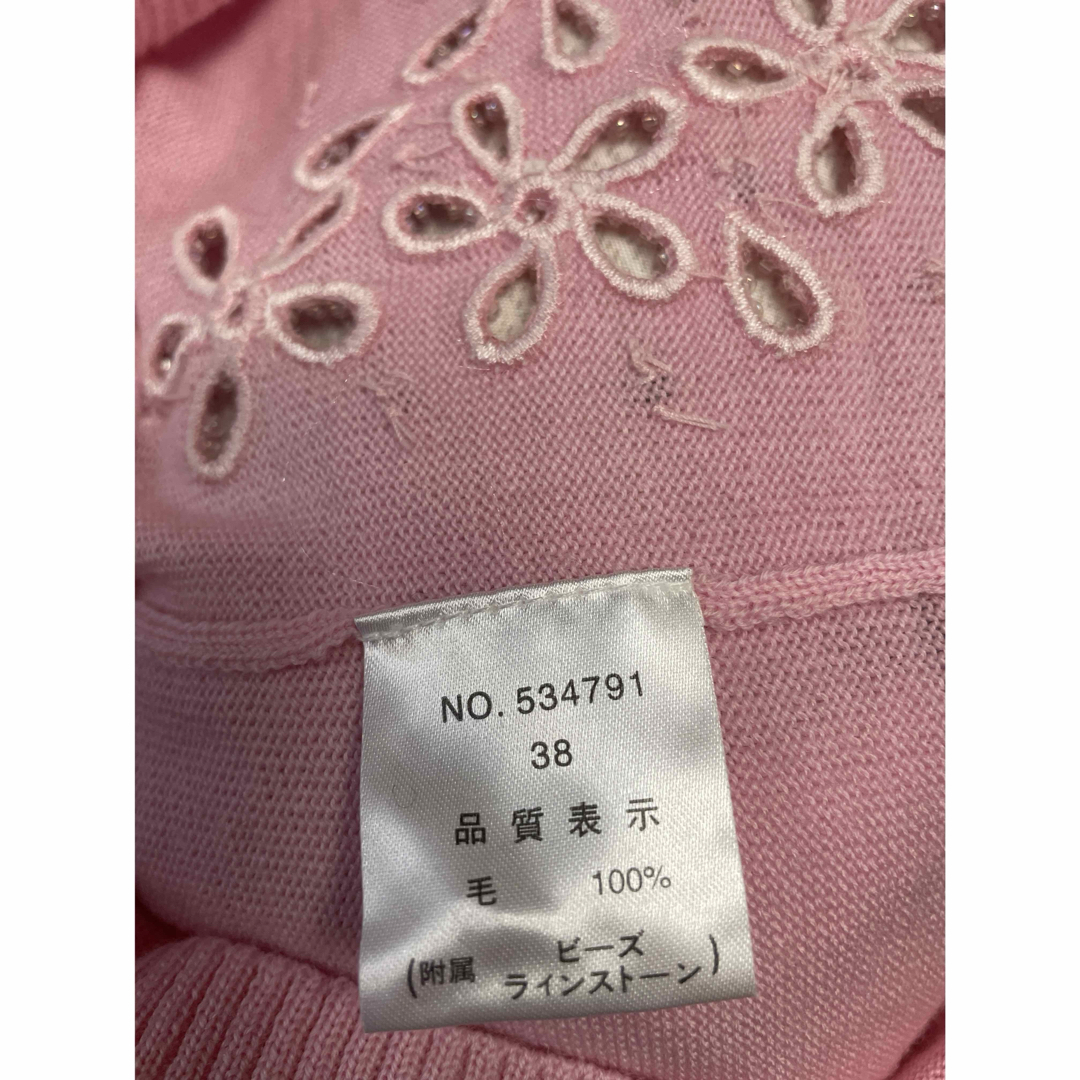 NO. 534791
38
品質表示
毛 100%
(附属 ビーズ
ラインストーン)